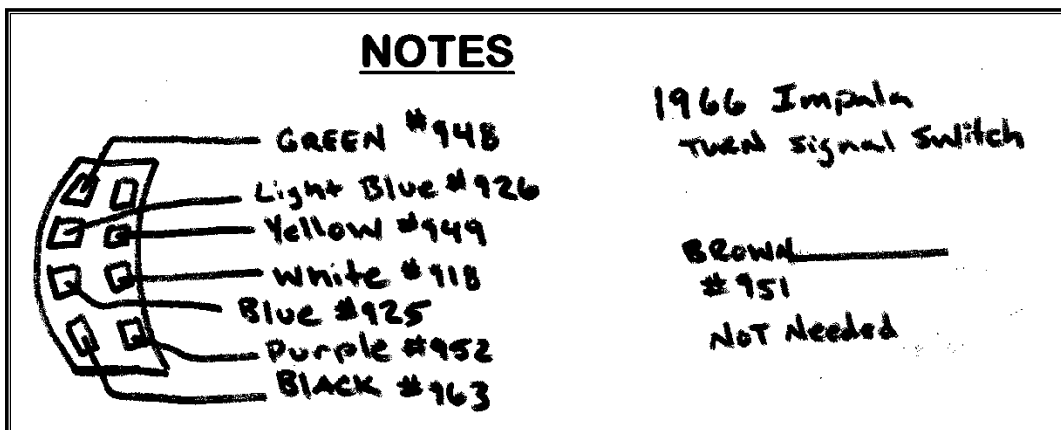 NOTES
GREEN #948
Light Blue #926
Yellow #949
White #918
Blue #925
Purple #952
BLACK #963
1966 Impala
TURN Signal Switch
BROWN
#951
NOT Needed